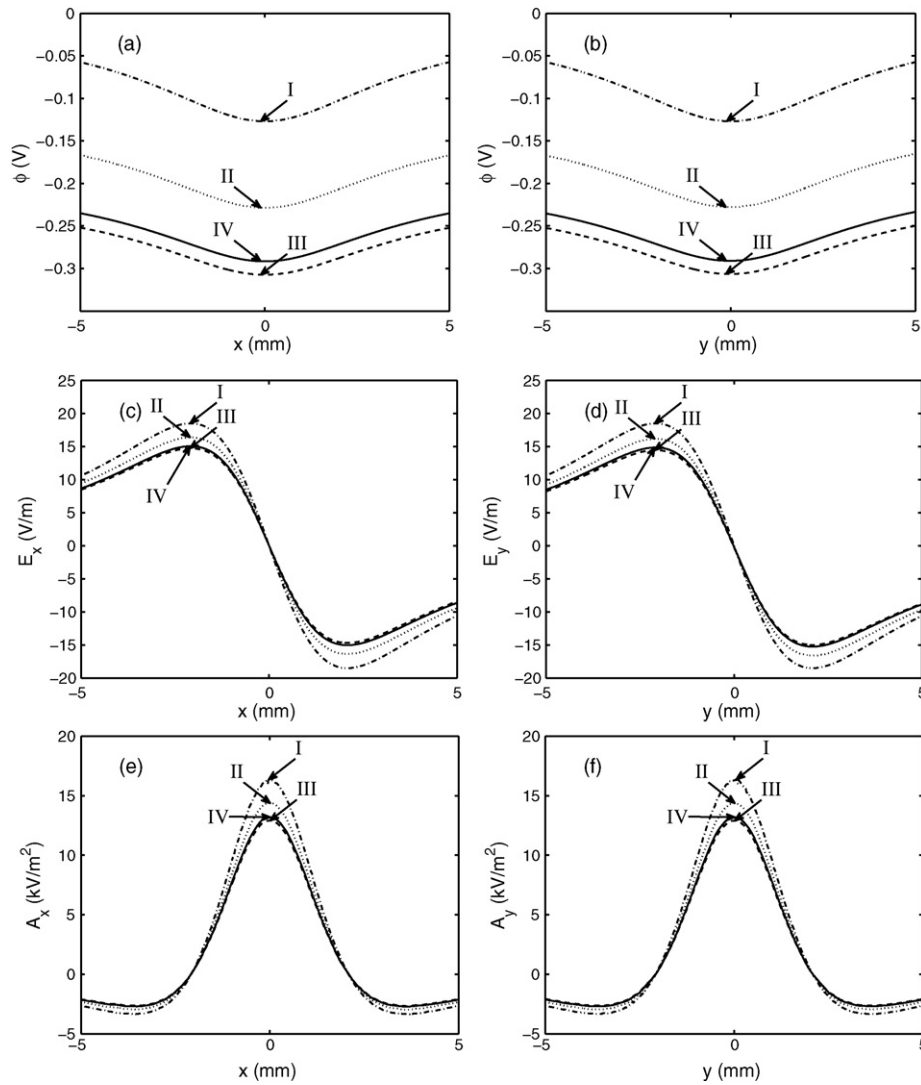 (a)
I
II
IV
III
0
−0.05
−0.1
−0.15
−0.2
−0.25
−0.3
ϕ (V)
−5
0
5
x (mm)
(b)
I
II
IV
III
0
−0.05
−0.1
−0.15
−0.2
−0.25
−0.3
ϕ (V)
−5
0
5
y (mm)
(c)
I
II
III
IV
25
20
15
10
5
0
−5
−10
−15
−20
E_x (V/m)
−5
0
5
x (mm)
(d)
I
II
III
IV
25
20
15
10
5
0
−5
−10
−15
−20
E_y (V/m)
−5
0
5
y (mm)
(e)
I
II
III
IV
20
15
10
5
0
−5
A_x (kV/m²)
−5
0
5
x (mm)
(f)
I
II
III
IV
20
15
10
5
0
−5
A_y (kV/m²)
−5
0
5
y (mm)